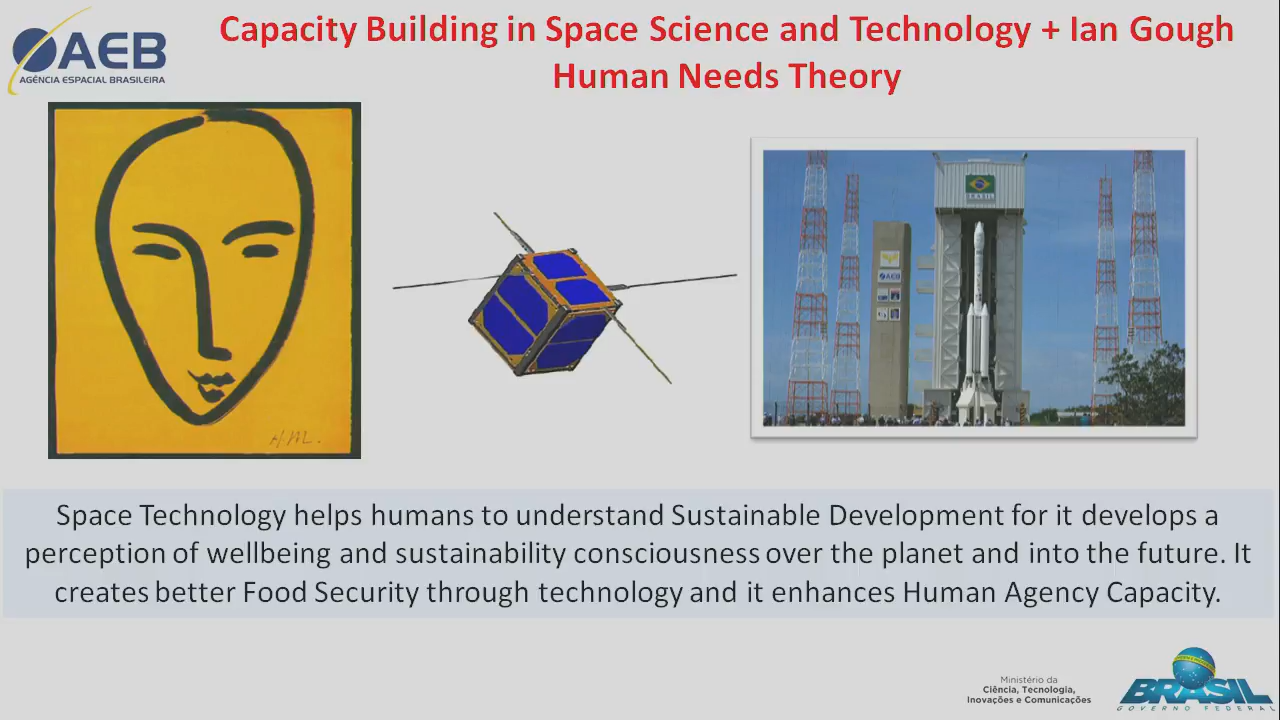 Capacity Building in Space Science and Technology + Ian Gough
Human Needs Theory
AEB
AGÊNCIA ESPACIAL BRASILEIRA
H.M.
BRASIL
AEB
Space Technology helps humans to understand Sustainable Development for it develops a
perception of wellbeing and sustainability consciousness over the planet and into the future. It
creates better Food Security through technology and it enhances Human Agency Capacity.
Ministério da
Ciência, Tecnologia,
Inovações e Comunicações
BRASIL
GOVERNO FEDERAL